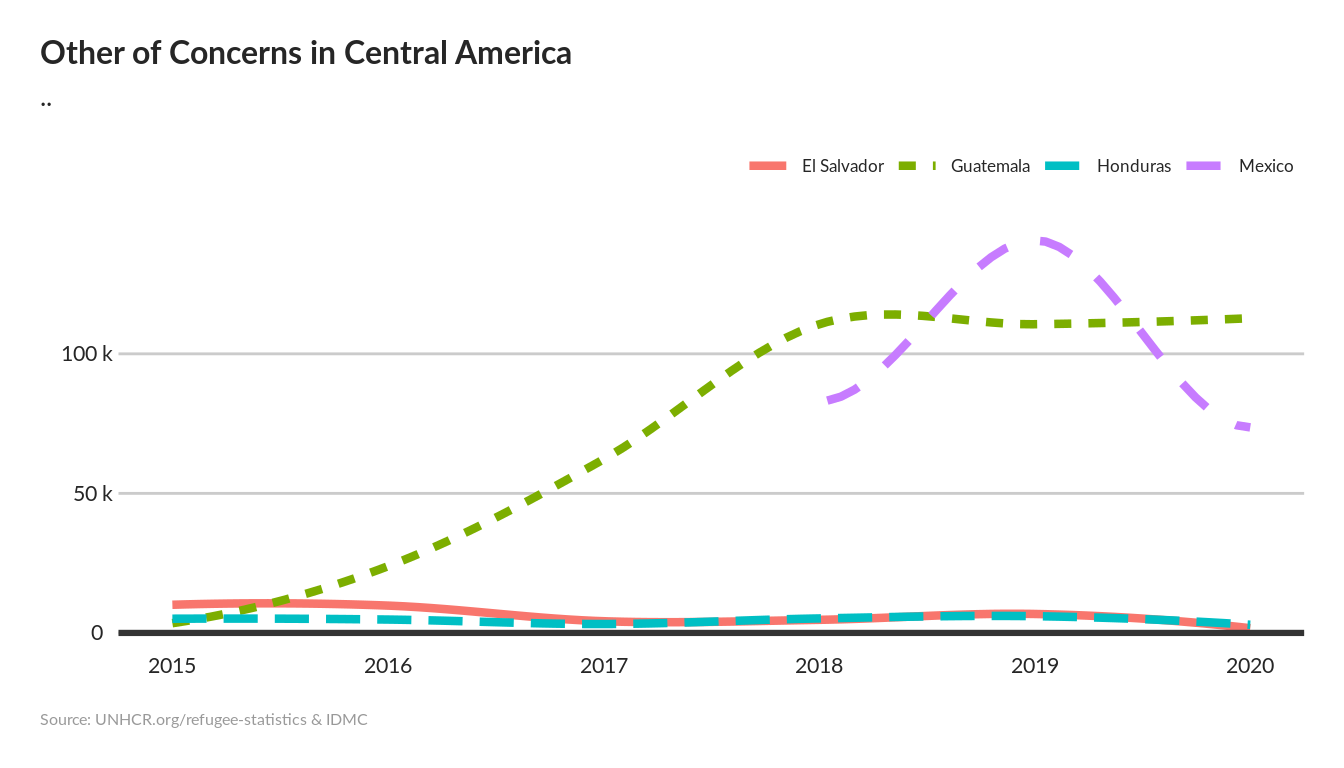 Other of Concerns in Central America
..
El Salvador Guatemala Honduras Mexico
100 k
50 k
0
2015 2016 2017 2018 2019 2020
Source: UNHCR.org/refugee-statistics & IDMC